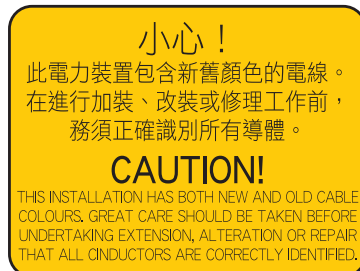 小心！
此電力裝置包含新舊顏色的電線。
在進行加裝、改裝或修理工作前，
務須正確識別所有導體。
CAUTION!
THIS INSTALLATION HAS BOTH NEW AND OLD CABLE
COLOURS. GREAT CARE SHOULD BE TAKEN BEFORE
UNDERTAKING EXTENSION, ALTERATION OR REPAIR
THAT ALL CINDUCTORS ARE CORRECTLY IDENTIFIED.